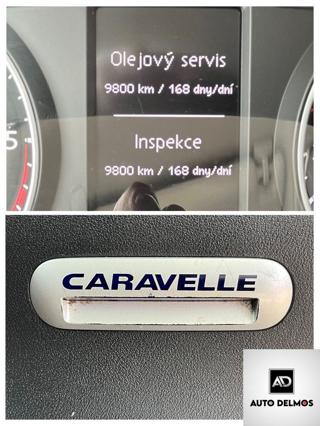 Olejový servis
9800 km / 168 dny/dní
Inspekce
9800 km / 168 dny/dní
CARAVELLE
AD
AUTO DELMOS